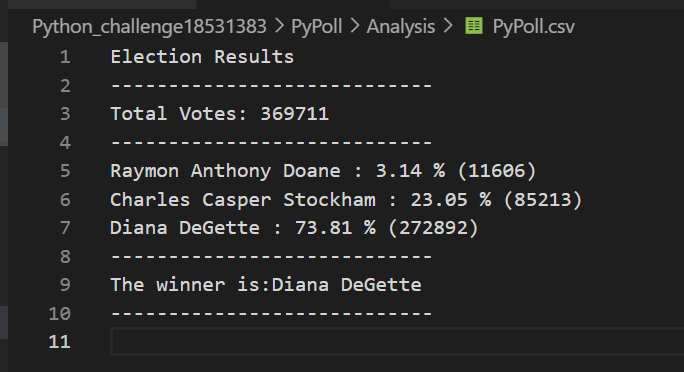 Python_challenge18531383 > PyPoll > Analysis > PyPoll.csv
1 Election Results
2 ----------------------------
3 Total Votes: 369711
4 ----------------------------
5 Raymon Anthony Doane : 3.14 % (11606)
6 Charles Casper Stockham : 23.05 % (85213)
7 Diana DeGette : 73.81 % (272892)
8 ----------------------------
9 The winner is:Diana DeGette
10 ----------------------------
11